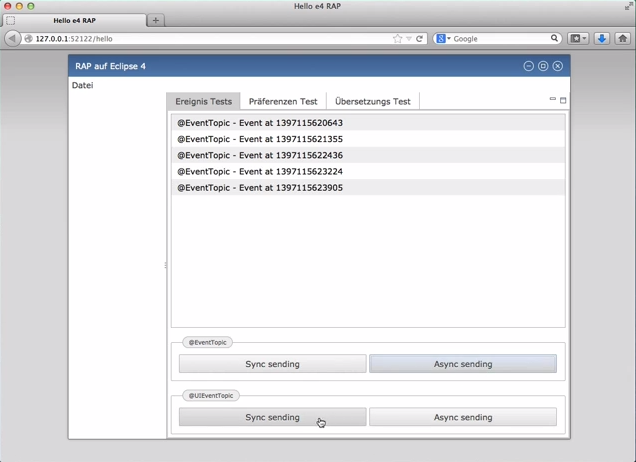 Hello e4 RAP
Hello e4 RAP
127.0.0.1:52122/hello
Google
RAP auf Eclipse 4
Datei
Ereignis Tests
Präferenzen Test
Übersetzungs Test
@EventTopic - Event at 1397115620643
@EventTopic - Event at 1397115621355
@EventTopic - Event at 1397115622436
@EventTopic - Event at 1397115623224
@EventTopic - Event at 1397115623905
@EventTopic
Sync sending
Async sending
@UIEventTopic
Sync sending
Async sending